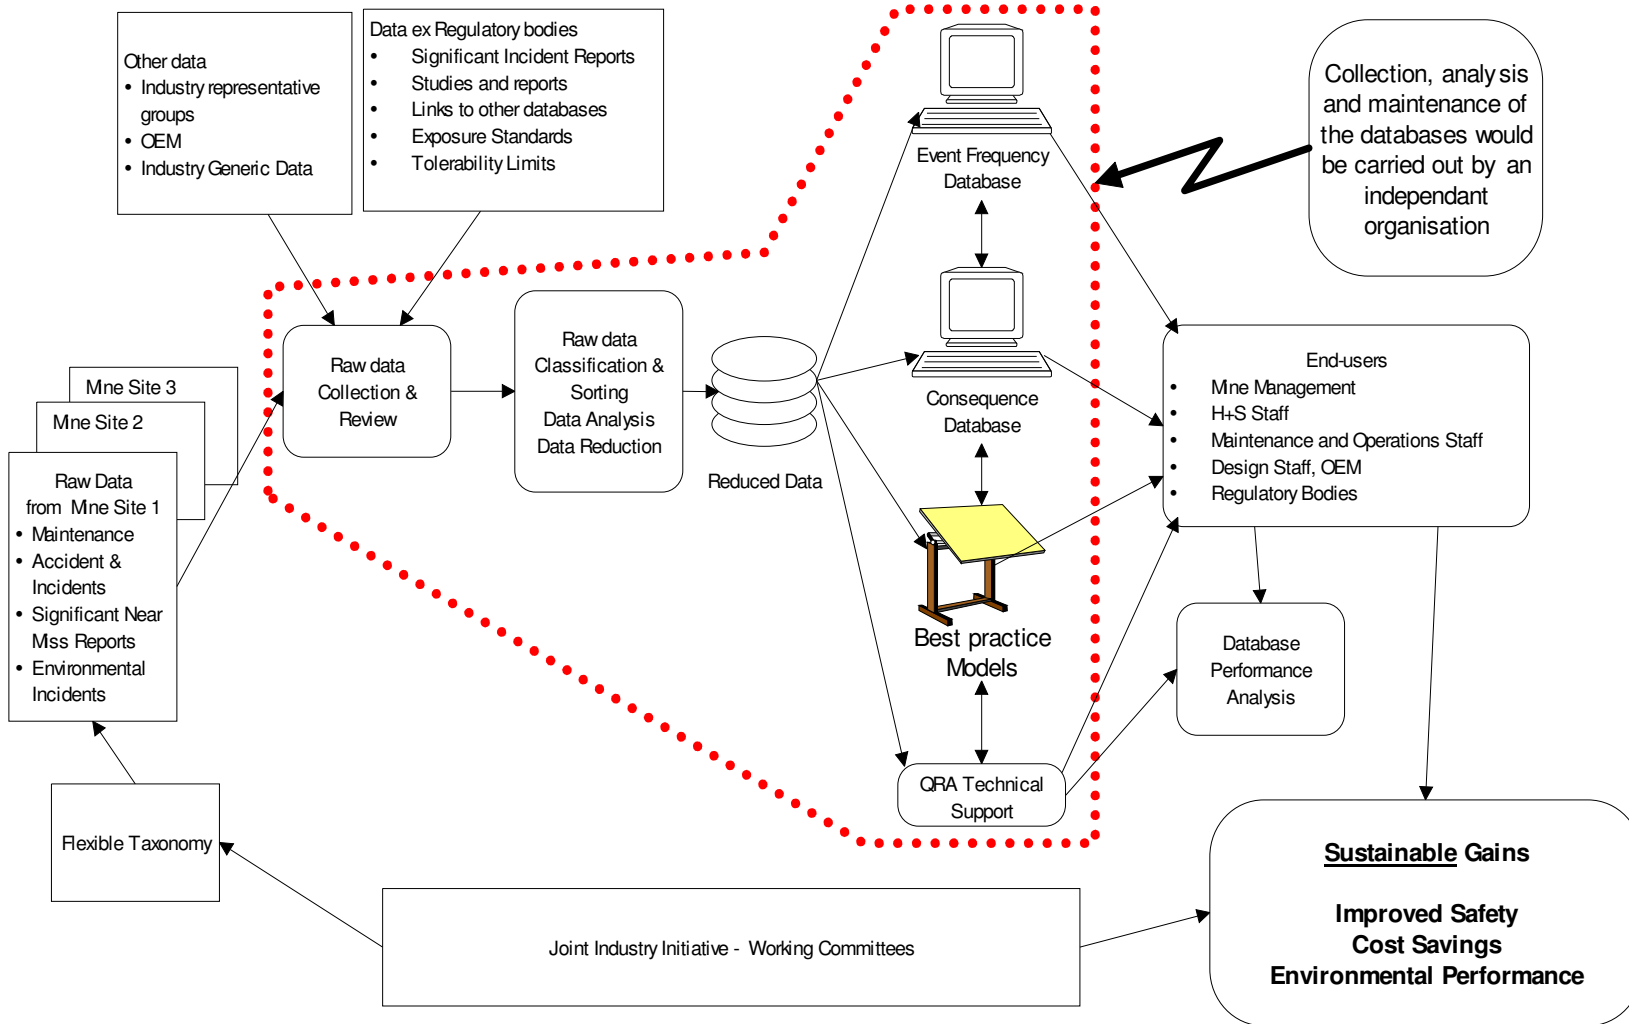 Other data
• Industry representative
groups
• OEM
• Industry Generic Data
Data ex Regulatory bodies
• Significant Incident Reports
• Studies and reports
• Links to other databases
• Exposure Standards
• Tolerability Limits
Collection, analysis
and maintenance of
the databases would
be carried out by an
independant
organisation
Event Frequency
Database
Raw data
Collection &
Review
Raw data
Classification &
Sorting
Data Analysis
Data Reduction
Reduced Data
Consequence
Database
End-users
• Mine Management
• H+S Staff
• Maintenance and Operations Staff
• Design Staff, OEM
• Regulatory Bodies
Mine Site 3
Mine Site 2
Raw Data
from Mine Site 1
• Maintenance
• Accident &
Incidents
• Significant Near
Miss Reports
• Environmental
Incidents
Best practice
Models
Database
Performance
Analysis
QRA Technical
Support
Flexible Taxonomy
Joint Industry Initiative - Working Committees
Sustainable Gains
Improved Safety
Cost Savings
Environmental Performance